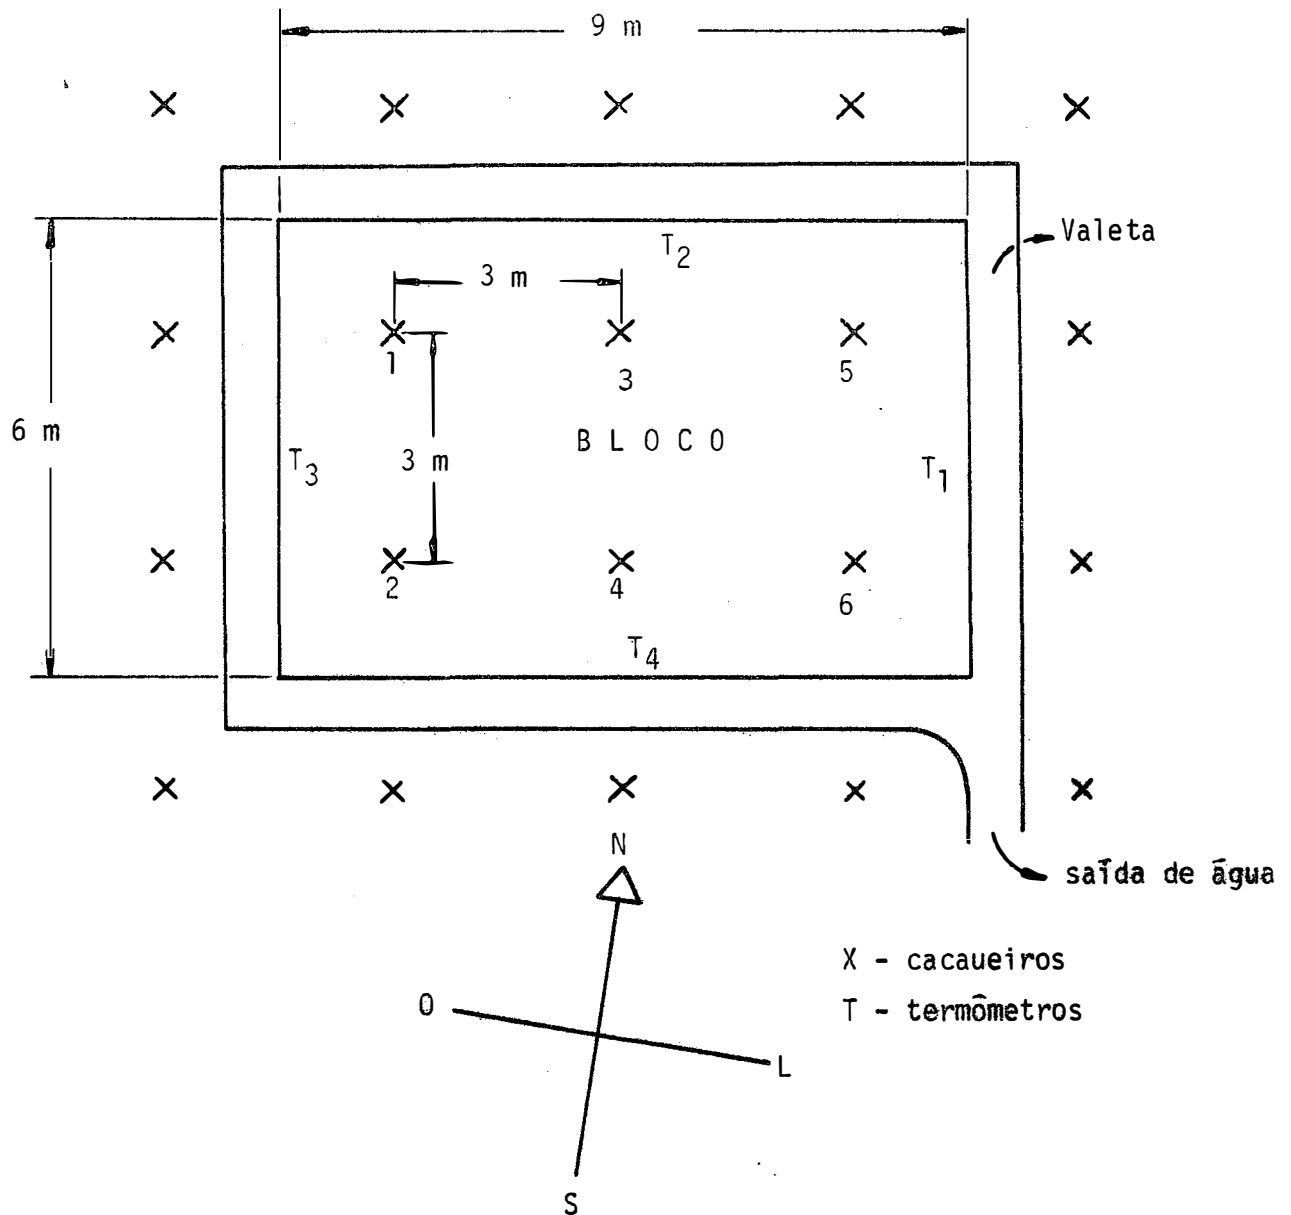 9 m
Valeta
T2
3 m
1
3
5
6 m
B L O C O
T3
3 m
T1
2
4
6
T4
N
saída de água
X - cacaueiros
O
T - termômetros
L
S